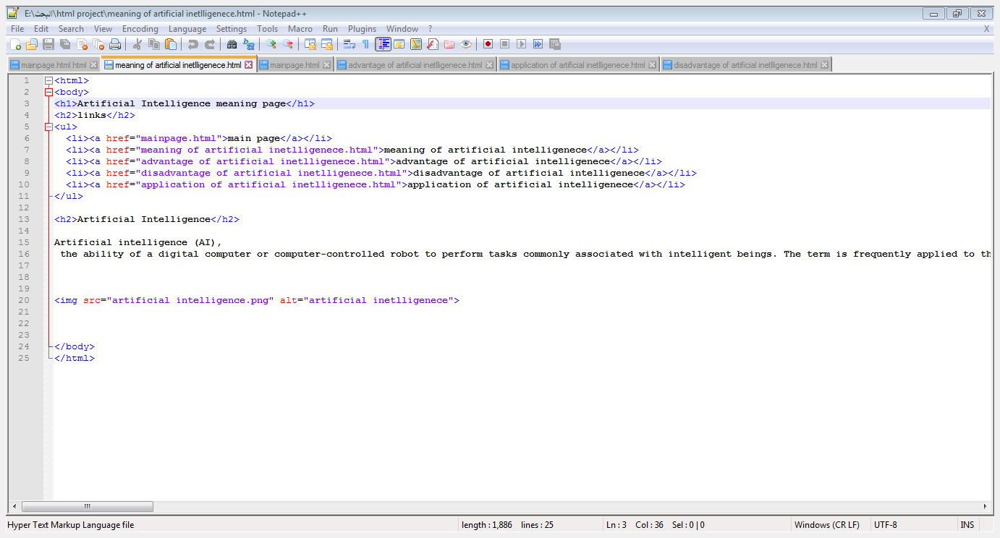 E:\البحث\html project\meaning of artificial inetlligenece.html - Notepad++
File Edit Search View Encoding Language Settings Tools Macro Run Plugins Window ? X
mainpage.html.html meaning of artificial inetlligenece.html mainpage.html advantage of artificial inetlligenece.html application of artificial inetlligenece.html disadvantage of artificial inetlligenece.html
1 <html>
2 <body>
3 <h1>Artificial Intelligence meaning page</h1>
4 <h2>links</h2>
5 <ul>
6 <li><a href="mainpage.html">main page</a></li>
7 <li><a href="meaning of artificial inetlligenece.html">meaning of artificial intelligenece</a></li>
8 <li><a href="advantage of artificial inetlligenece.html">advantage of artificial intelligenece</a></li>
9 <li><a href="disadvantage of artificial inetlligenece.html">disadvantage of artificial intelligenece</a></li>
10 <li><a href="application of artificial inetlligenece.html">application of artificial intelligenece</a></li>
11 </ul>
12
13 <h2>Artificial Intelligence</h2>
14
15 Artificial intelligence (AI),
16 the ability of a digital computer or computer-controlled robot to perform tasks commonly associated with intelligent beings. The term is frequently applied to th
17
18
19
20 <img src="artificial intelligence.png" alt="artificial inetlligenece">
21
22
23
24 </body>
25 </html>
Hyper Text Markup Language file length : 1,886 lines : 25 Ln : 3 Col : 36 Sel : 0 | 0 Windows (CR LF) UTF-8 INS